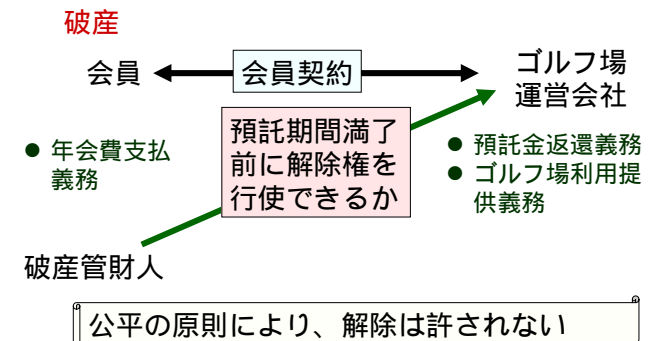 破産
会員
会員契約
ゴルフ場
運営会社
預託期間満了
前に解除権を
行使できるか
● 年会費支払
義務
● 預託金返還義務
● ゴルフ場利用提
供義務
破産管財人
公平の原則により、解除は許されない